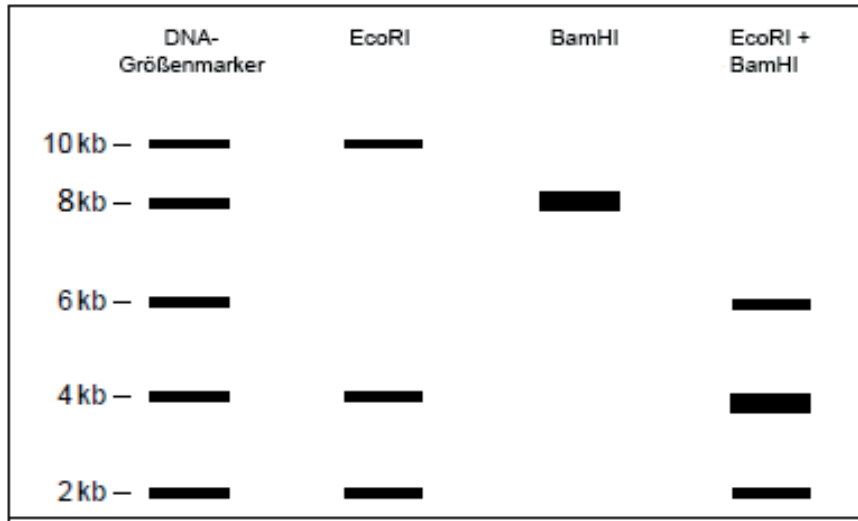 DNA-
Größenmarker
EcoRI
BamHI
EcoRI +
BamHI
10 kb –
8 kb –
6 kb –
4 kb –
2 kb –